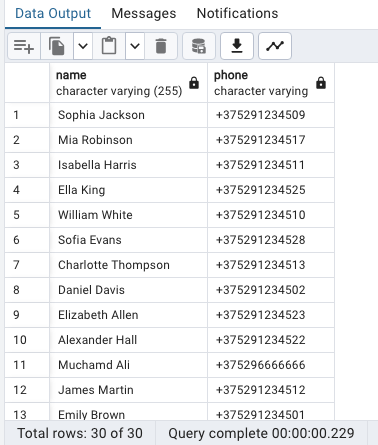 Data Output Messages Notifications
name phone
character varying (255) character varying
1 Sophia Jackson +375291234509
2 Mia Robinson +375291234517
3 Isabella Harris +375291234511
4 Ella King +375291234525
5 William White +375291234510
6 Sofia Evans +375291234528
7 Charlotte Thompson +375291234513
8 Daniel Davis +375291234502
9 Elizabeth Allen +375291234523
10 Alexander Hall +375291234522
11 Muchamd Ali +375296666666
12 James Martin +375291234512
13 Emily Brown +375291234501
Total rows: 30 of 30 Query complete 00:00:00.229